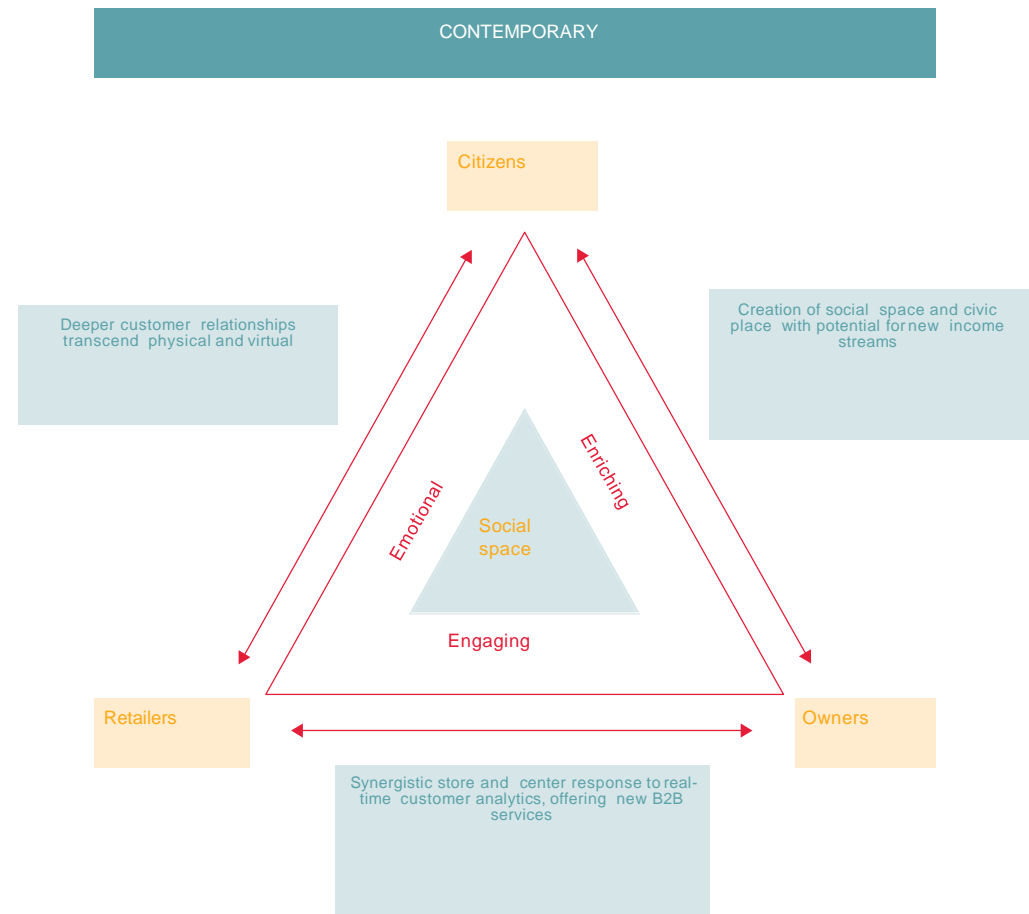 CONTEMPORARY
Citizens
Deeper customer relationships
transcend physical and virtual
Creation of social space and civic
place with potential for new income
streams
Emotional
Enriching
Social
space
Engaging
Retailers
Owners
Synergistic store and center response to real-
time customer analytics, offering new B2B
services